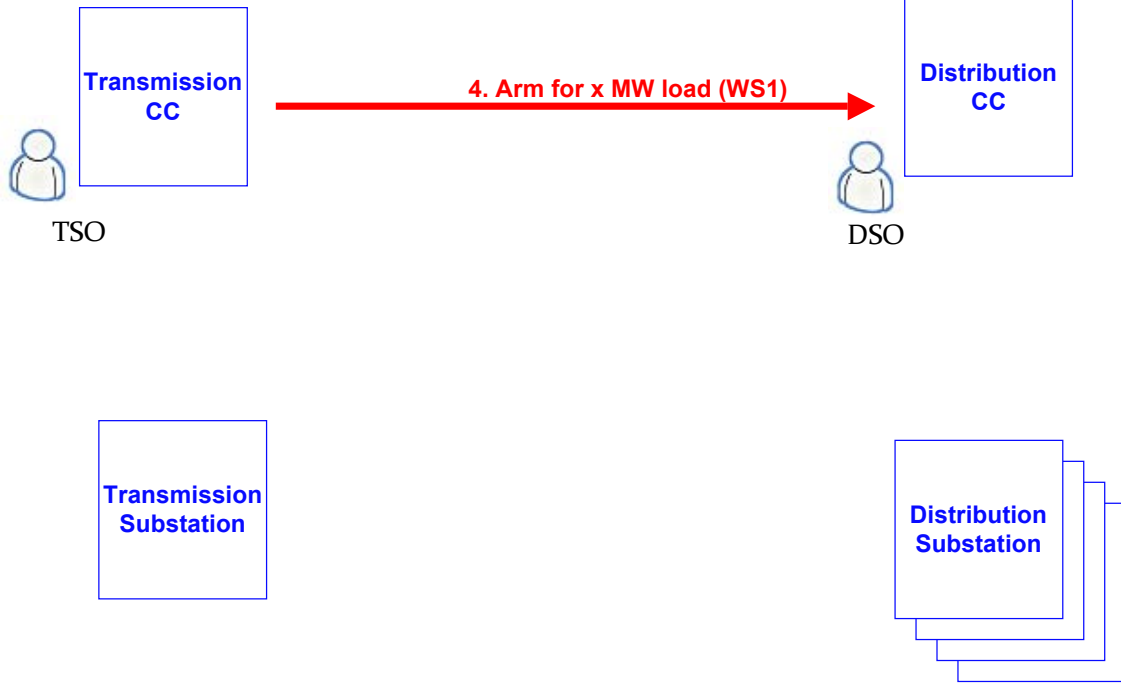 Transmission
CC
4. Arm for x MW load (WS1)
Distribution
CC
TSO
DSO
Transmission
Substation
Distribution
Substation